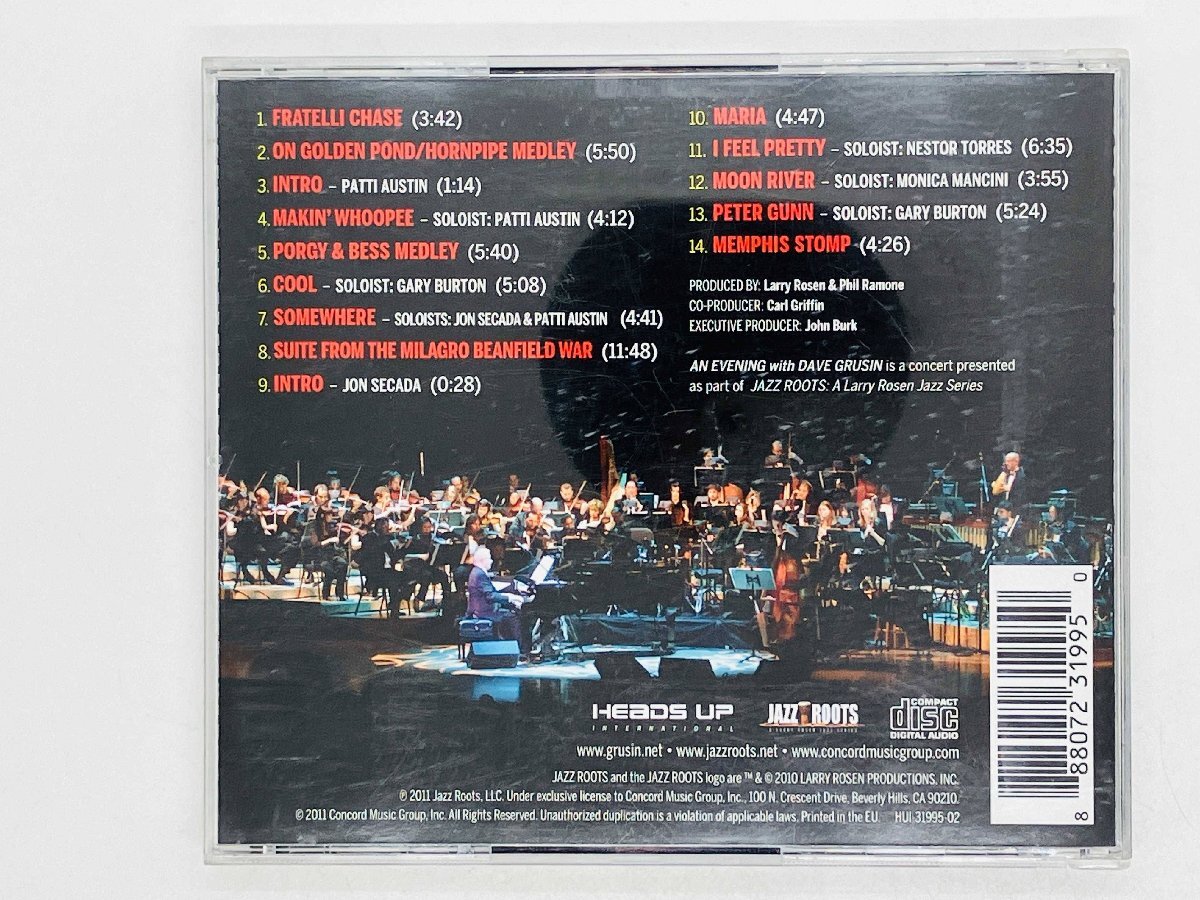 1. FRATELLI CHASE (3:42)
2. ON GOLDEN POND/HORNPIPE MEDLEY (5:50)
3. INTRO – PATTI AUSTIN (1:14)
4. MAKIN' WHOOPEE – SOLOIST: PATTI AUSTIN (4:12)
5. PORGY & BESS MEDLEY (5:40)
6. COOL – SOLOIST: GARY BURTON (5:08)
7. SOMEWHERE – SOLOISTS: JON SECADA & PATTI AUSTIN (4:41)
8. SUITE FROM THE MILAGRO BEANFIELD WAR (11:48)
9. INTRO – JON SECADA (0:28)
10. MARIA (4:47)
11. I FEEL PRETTY – SOLOIST: NESTOR TORRES (6:35)
12. MOON RIVER – SOLOIST: MONICA MANCINI (3:55)
13. PETER GUNN – SOLOIST: GARY BURTON (5:24)
14. MEMPHIS STOMP (4:26)
PRODUCED BY: Larry Rosen & Phil Ramone
CO-PRODUCER: Carl Griffin
EXECUTIVE PRODUCER: John Burk
AN EVENING with DAVE GRUSIN is a concert presented
as part of JAZZ ROOTS: A Larry Rosen Jazz Series
HEADS UP
INTERNATIONAL
JAZZ ROOTS
A LARRY ROSEN JAZZ SERIES
COMPACT
disc
DIGITAL AUDIO
www.grusin.net • www.jazzroots.net • www.concordmusicgroup.com
JAZZ ROOTS and the JAZZ ROOTS logo are ™ & © 2010 LARRY ROSEN PRODUCTIONS, INC.
℗ 2011 Jazz Roots, LLC. Under exclusive license to Concord Music Group, Inc., 100 N. Crescent Drive, Beverly Hills, CA 90210.
© 2011 Concord Music Group, Inc. All Rights Reserved. Unauthorized duplication is a violation of applicable laws. Printed in the EU. HUI-31995-02
8 88072 31995 0